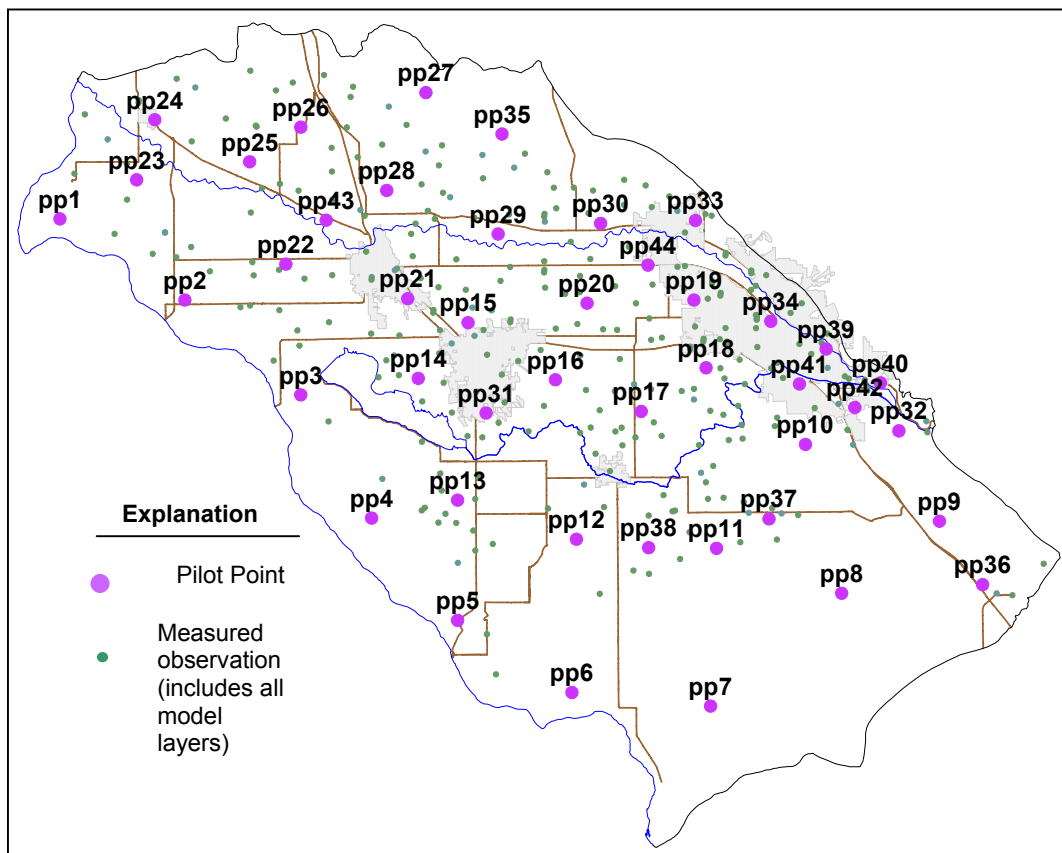 pp27
pp24
pp26
pp35
pp25
pp23
pp28
pp1
pp43
pp29
pp30
pp33
pp22
pp44
pp2
pp21
pp20
pp19
pp15
pp34
pp39
pp14
pp16
pp18
pp41
pp40
pp3
pp31
pp17
pp42
pp32
pp10
pp4
pp13
pp37
pp9
pp12
pp38
pp11
pp8
pp36
pp5
pp6
pp7
Explanation
Pilot Point
Measured
observation
(includes all
model
layers)